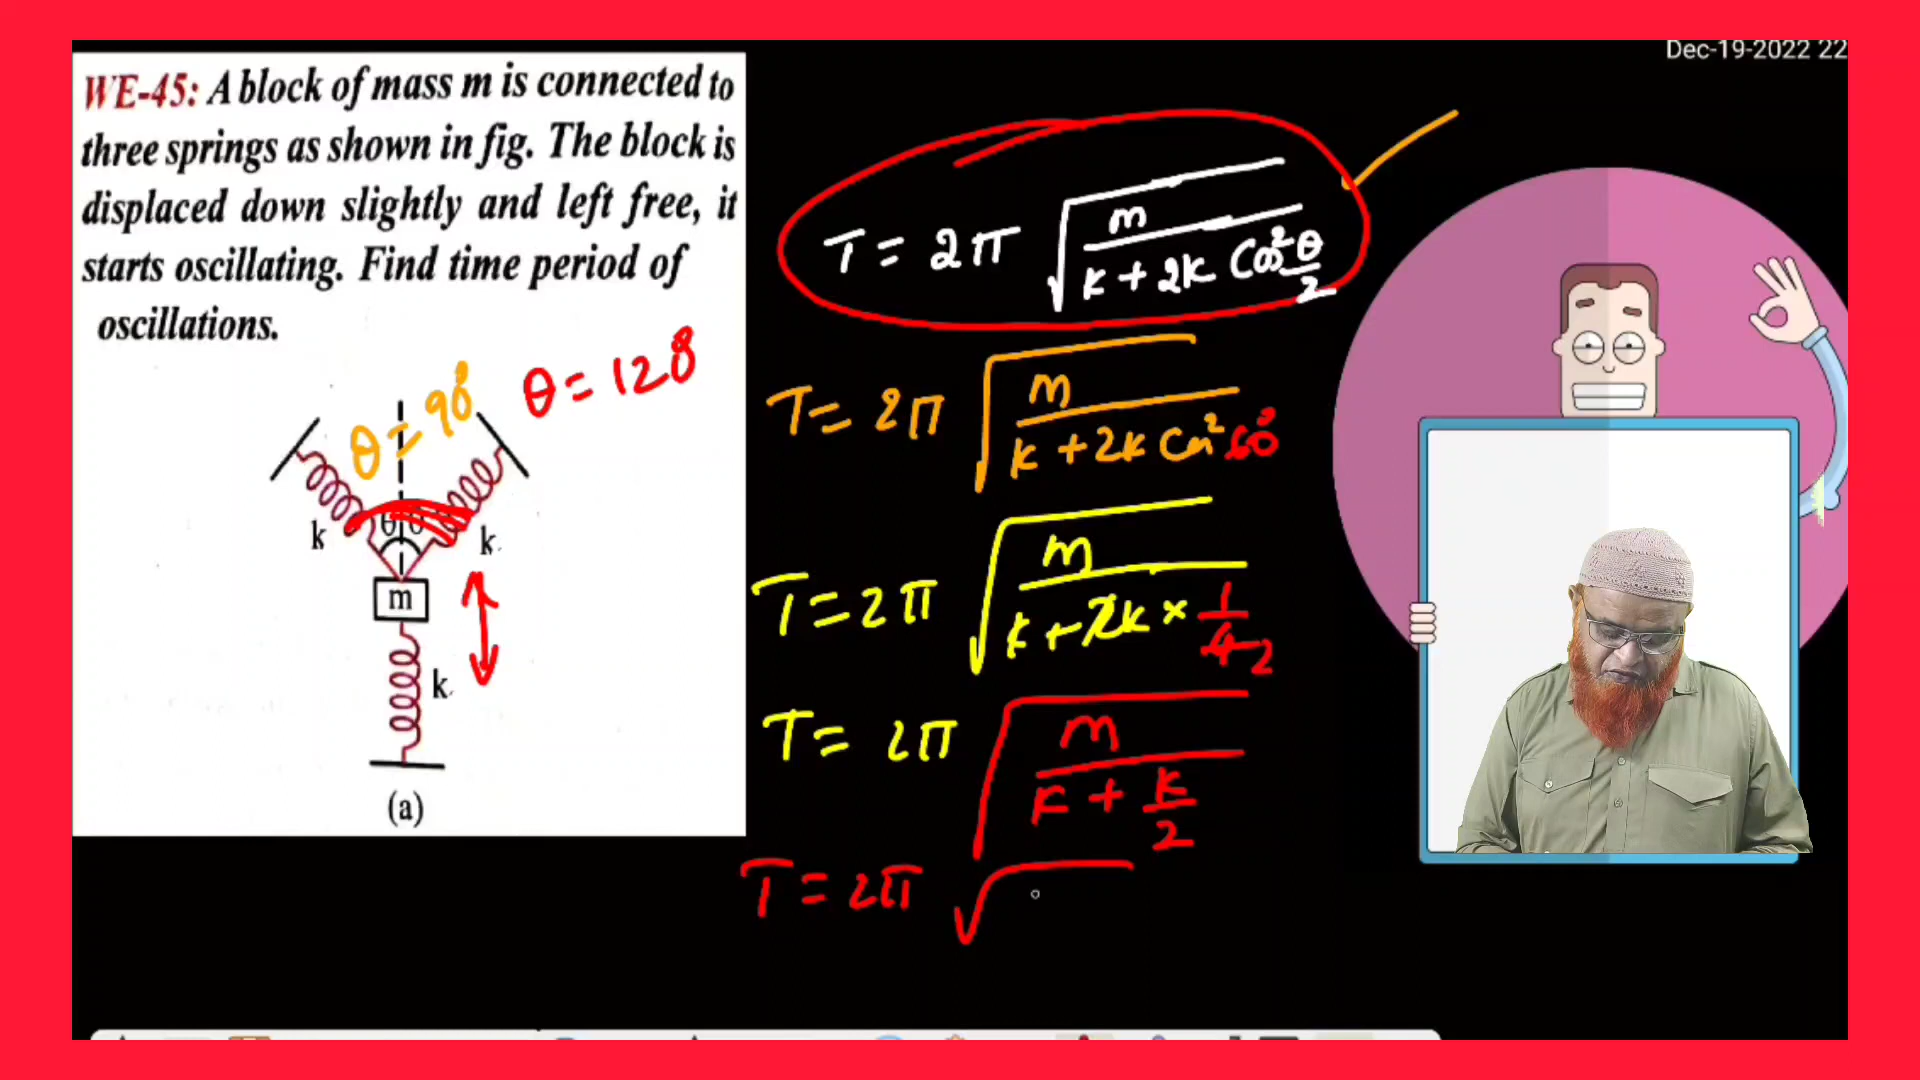 Dec-19-2022 22
WE-45: A block of mass m is connected to
three springs as shown in fig. The block is
displaced down slightly and left free, it
starts oscillating. Find time period of
oscillations.
θ = 90°
θ = 120°
θ θ
k k
m
k
(a)
T = 2π √(m / (k + 2k Cos² θ/2))
T = 2π √(m / (k + 2k Cos² 60°))
T = 2π √(m / (k + 2k × 1/4 2))
T = 2π √(m / (k + k/2))
T = 2π √